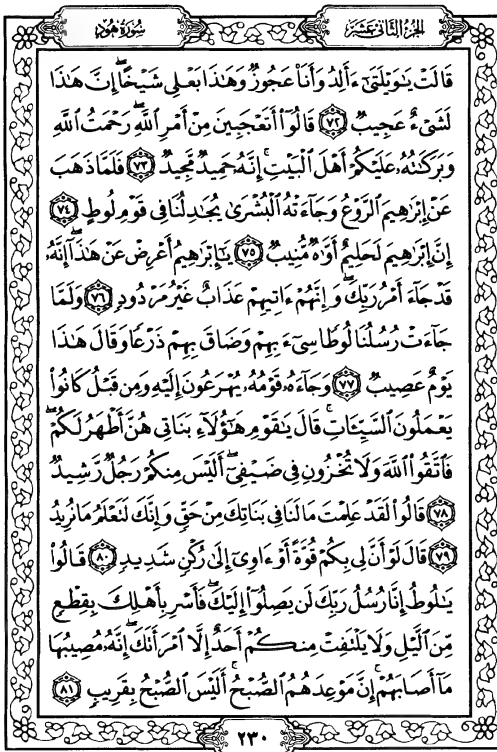 الجزء الثاني عشر
سورة هود
قَالَتْ يَٰوَيْلَتَىٰٓ ءَأَلِدُ وَأَنَا۠ عَجُوزٌ وَهَٰذَا بَعْلِى شَيْخًا ۖ إِنَّ هَٰذَا
لَشَىْءٌ عَجِيبٌ ٧٢ قَالُوٓا۟ أَتَعْجَبِينَ مِنْ أَمْرِ ٱللَّهِ ۖ رَحْمَتُ ٱللَّهِ
وَبَرَكَٰتُهُۥ عَلَيْكُمْ أَهْلَ ٱلْبَيْتِ ۚ إِنَّهُۥ حَمِيدٌ مَّجِيدٌ ٧٣ فَلَمَّا ذَهَبَ
عَنْ إِبْرَٰهِيمَ ٱلرَّوْعُ وَجَآءَتْهُ ٱلْبُشْرَىٰ يُجَٰدِلُنَا فِى قَوْمِ لُوطٍ ٧٤
إِنَّ إِبْرَٰهِيمَ لَحَلِيمٌ أَوَّٰهٌ مُّنِيبٌ ٧٥ يَٰٓإِبْرَٰهِيمُ أَعْرِضْ عَنْ هَٰذَآ ۖ إِنَّهُۥ
قَدْ جَآءَ أَمْرُ رَبِّكَ ۖ وَإِنَّهُمْ ءَاتِيهِمْ عَذَابٌ غَيْرُ مَرْدُودٍ ٧٦ وَلَمَّا
جَآءَتْ رُسُلُنَا لُوطًا سِىٓءَ بِهِمْ وَضَاقَ بِهِمْ ذَرْعًا وَقَالَ هَٰذَا
يَوْمٌ عَصِيبٌ ٧٧ وَجَآءَهُۥ قَوْمُهُۥ يُهْرَعُونَ إِلَيْهِ وَمِن قَبْلُ كَانُوا۟
يَعْمَلُونَ ٱلسَّيِّـَٔاتِ ۚ قَالَ يَٰقَوْمِ هَٰٓؤُلَآءِ بَنَاتِى هُنَّ أَطْهَرُ لَكُمْ ۖ
فَٱتَّقُوا۟ ٱللَّهَ وَلَا تُخْزُونِ فِى ضَيْفِىٓ ۖ أَلَيْسَ مِنكُمْ رَجُلٌ رَّشِيدٌ
٧٨ قَالُوا۟ لَقَدْ عَلِمْتَ مَا لَنَا فِى بَنَاتِكَ مِنْ حَقٍّ وَإِنَّكَ لَتَعْلَمُ مَا نُرِيدُ
٧٩ قَالَ لَوْ أَنَّ لِى بِكُمْ قُوَّةً أَوْ ءَاوِىٓ إِلَىٰ رُكْنٍ شَدِيدٍ ٨٠ قَالُوا۟
يَٰلُوطُ إِنَّا رُسُلُ رَبِّكَ لَن يَصِلُوٓا۟ إِلَيْكَ ۖ فَأَسْرِ بِأَهْلِكَ بِقِطْعٍ
مِّنَ ٱلَّيْلِ وَلَا يَلْتَفِتْ مِنكُمْ أَحَدٌ إِلَّا ٱمْرَأَتَكَ ۖ إِنَّهُۥ مُصِيبُهَا
مَآ أَصَابَهُمْ ۚ إِنَّ مَوْعِدَهُمُ ٱلصُّبْحُ ۚ أَلَيْسَ ٱلصُّبْحُ بِقَرِيبٍ ٨١
٢٣٠